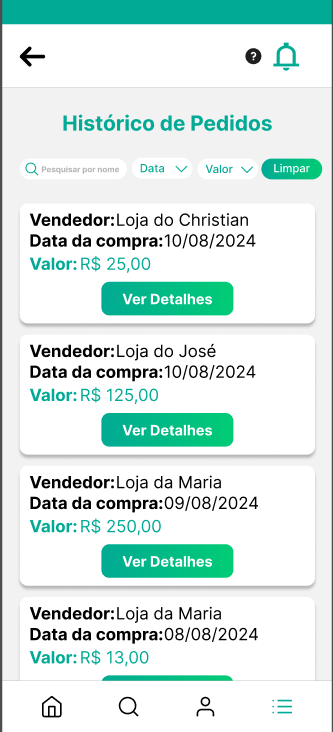 ?
Histórico de Pedidos
Pesquisar por nome Data Valor Limpar
Vendedor:Loja do Christian
Data da compra:10/08/2024
Valor: R$ 25,00
Ver Detalhes
Vendedor:Loja do José
Data da compra:10/08/2024
Valor: R$ 125,00
Ver Detalhes
Vendedor:Loja da Maria
Data da compra:09/08/2024
Valor: R$ 250,00
Ver Detalhes
Vendedor:Loja da Maria
Data da compra:08/08/2024
Valor: R$ 13,00